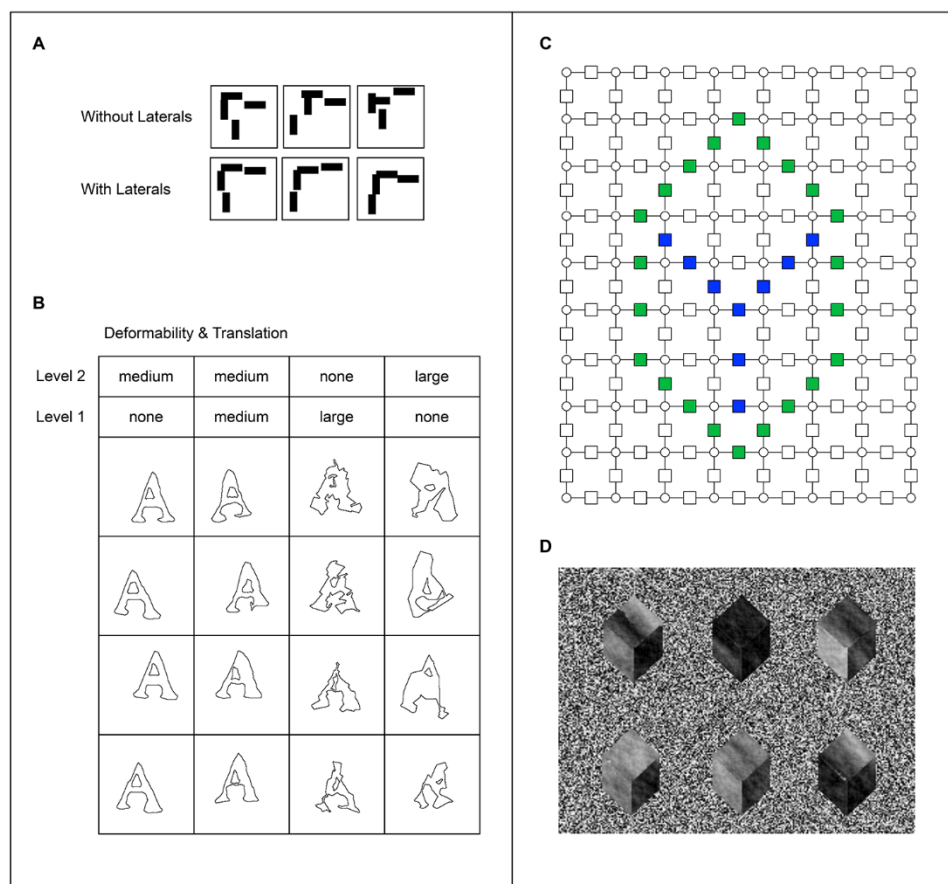 A
Without Laterals
With Laterals
B
Deformability & Translation
Level 2 medium medium none large
Level 1 none medium large none
C
D